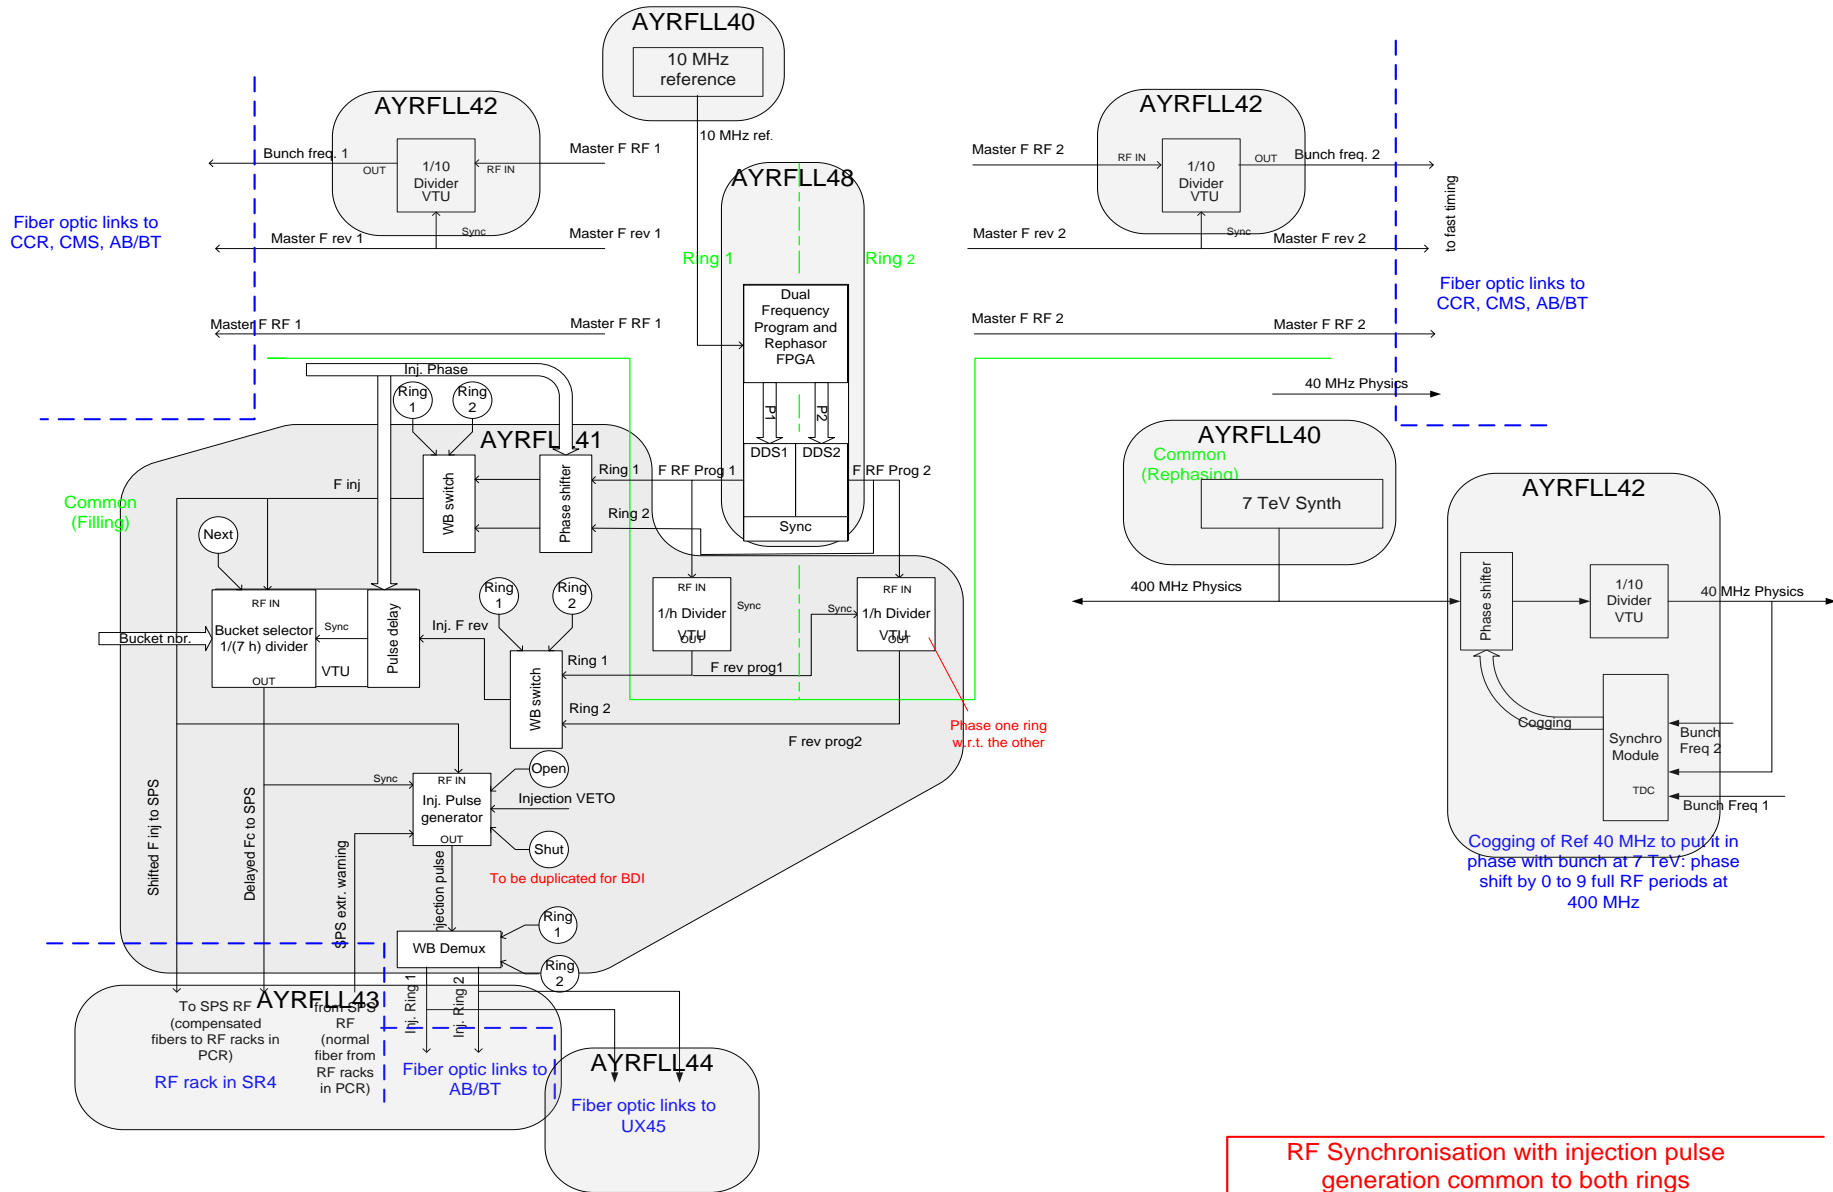 AYRFLL40
10 MHz
reference
10 MHz ref.
AYRFLL42
Bunch freq. 1
OUT
1/10
Divider
VTU
RF IN
Master F RF 1
Sync
Master F rev 1
Master F rev 1
Master F RF 1
Master F RF 1
Fiber optic links to
CCR, CMS, AB/BT
AYRFLL48
Ring 1
Ring 2
Dual
Frequency
Program and
Rephasor
FPGA
P1
P2
DDS1
DDS2
Sync
AYRFLL42
Master F RF 2
RF IN
1/10
Divider
VTU
OUT
Bunch freq. 2
Sync
Master F rev 2
Master F rev 2
Master F RF 2
Master F RF 2
to fast timing
Fiber optic links to
CCR, CMS, AB/BT
40 MHz Physics
Inj. Phase
Ring
1
Ring
2
AYRFLL41
Common
(Filling)
F inj
WB switch
Phase shifter
Ring 1
Ring 2
F RF Prog 1
F RF Prog 2
Next
Bucket nbr.
RF IN
Bucket selector
1/(7 h) divider
OUT
Sync
VTU
Pulse delay
Inj. F rev
Ring
1
Ring
2
WB switch
Ring 1
Ring 2
RF IN
1/h Divider
VTU
OUT
Sync
F rev prog1
Sync
RF IN
1/h Divider
VTU
OUT
F rev prog2
Phase one ring
w.r.t. the other
Sync
RF IN
Inj. Pulse
generator
OUT
Open
Injection VETO
Shut
To be duplicated for BDI
Shifted F inj to SPS
Delayed Fc to SPS
SPS extr. warning
Injection pulse
WB Demux
Ring
1
Ring
2
Inj. Ring 1
Inj. Ring 2
AYRFLL43
To SPS RF
(compensated
fibers to RF racks in
PCR)
from SPS
RF
(normal
fiber from
RF racks
in PCR)
RF rack in SR4
Fiber optic links to
AB/BT
AYRFLL44
Fiber optic links to
UX45
AYRFLL40
Common
(Rephasing)
7 TeV Synth
400 MHz Physics
AYRFLL42
Phase shifter
1/10
Divider
VTU
40 MHz Physics
Cogging
Synchro
Module
TDC
Bunch
Freq 2
Bunch Freq 1
Cogging of Ref 40 MHz to put it in
phase with bunch at 7 TeV: phase
shift by 0 to 9 full RF periods at
400 MHz
RF Synchronisation with injection pulse
generation common to both rings